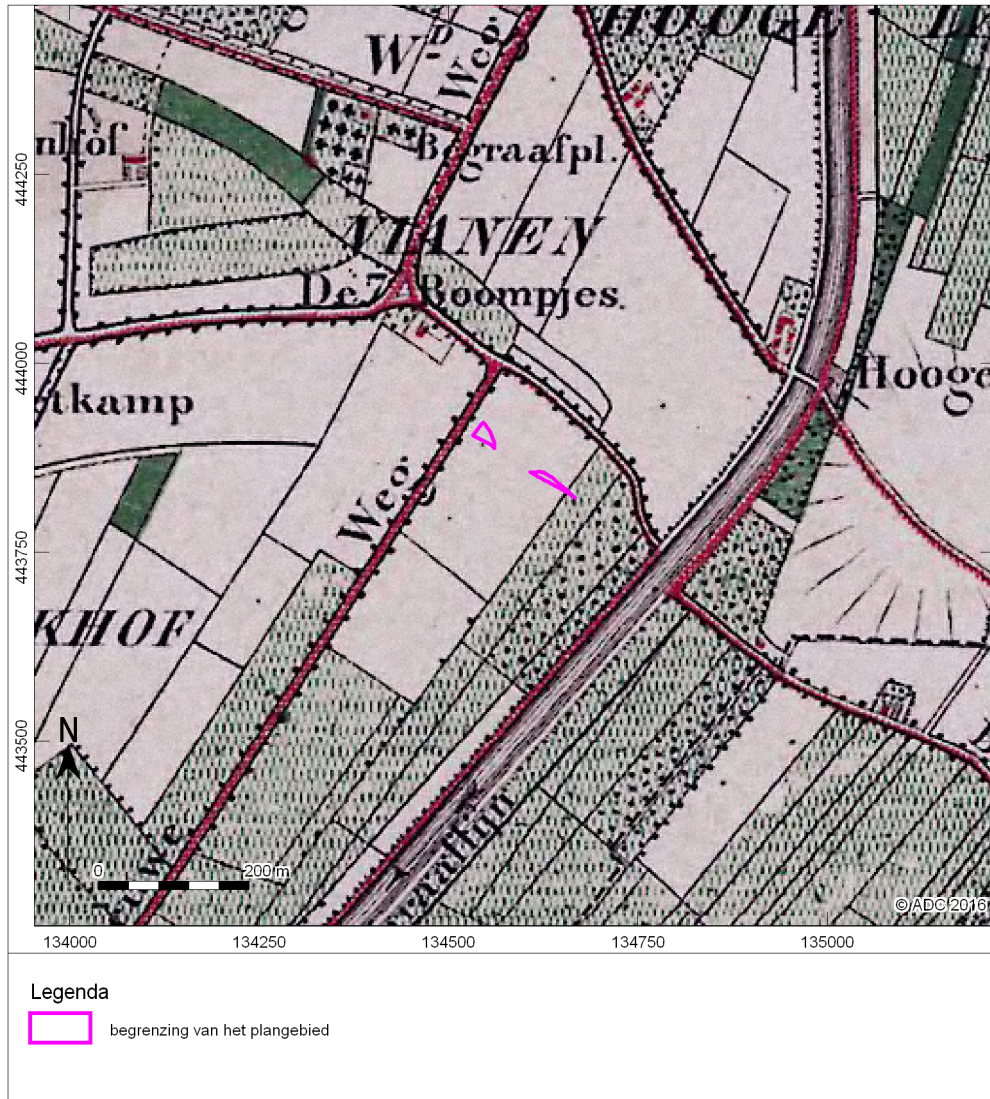 HOOGE
W-D
Weg
nhof
Begraafpl.
444250
VIANEN
De 7 Boompjes.
444000
Hooge
tkamp
Weg
443750
KHOF
N
443500
0 200 m
© ADC 2016
134000 134250 134500 134750 135000
Legenda
begrenzing van het plangebied